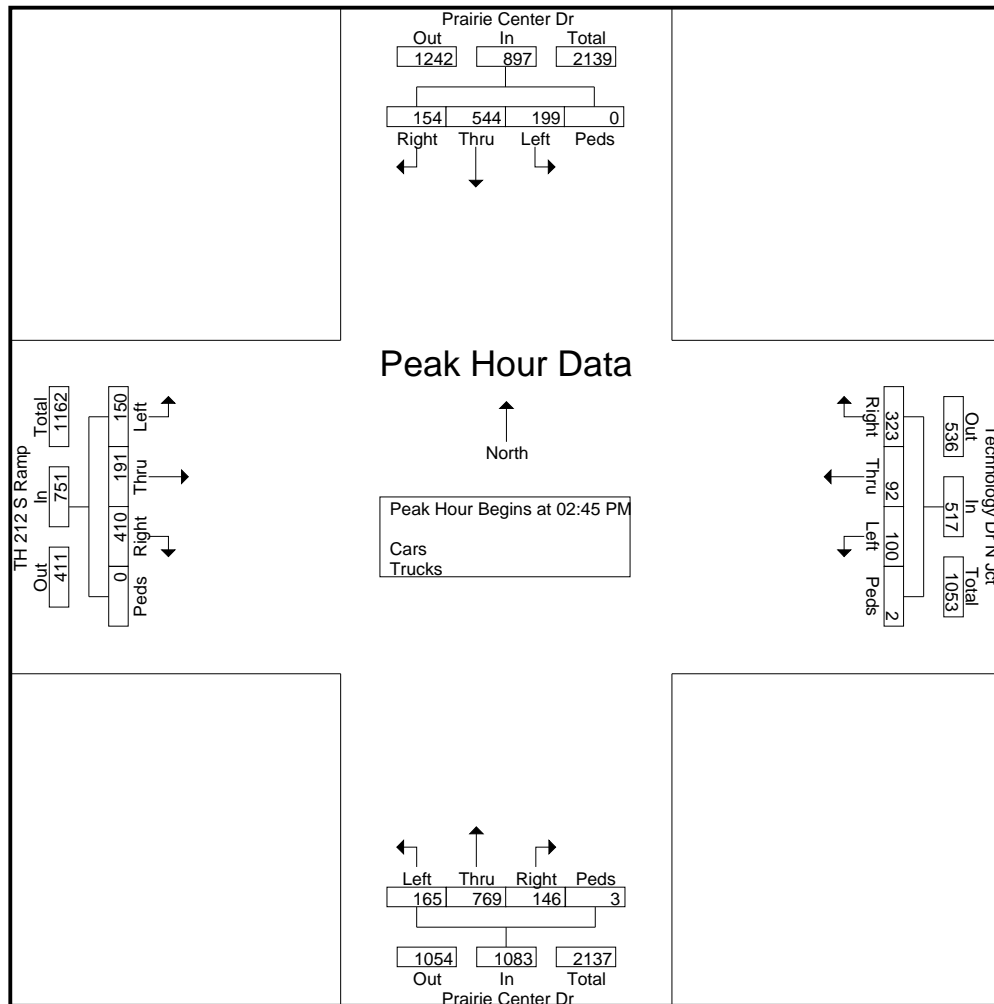 Prairie Center Dr
Out In Total
1242 897 2139
154 544 199 0
Right Thru Left Peds
Peak Hour Data
North
Peak Hour Begins at 02:45 PM
Cars
Trucks
TH 212 S Ramp
Out In Total
411 751 1162
150 191 410 0
Left Thru Right Peds
Technology Dr N Jct
Out In Total
536 517 1053
323 92 100 2
Right Thru Left Peds
Left Thru Right Peds
165 769 146 3
1054 1083 2137
Out In Total
Prairie Center Dr